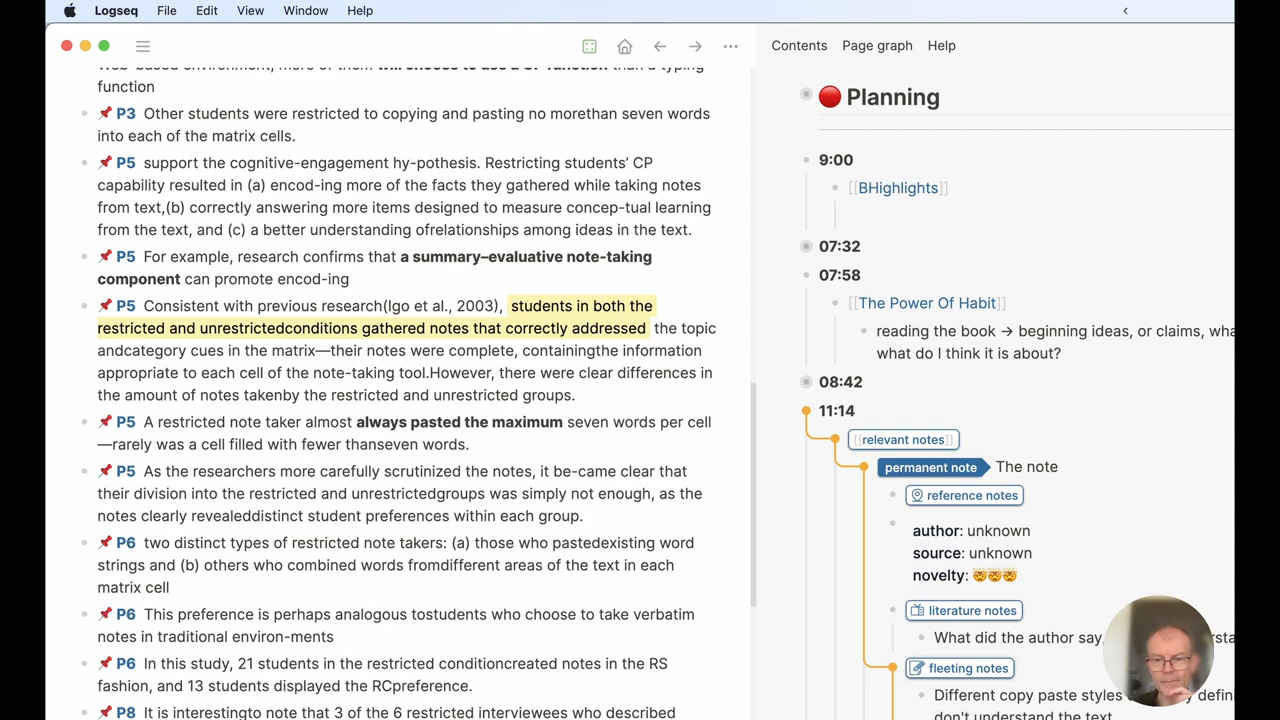 Logseq File Edit View Window Help
Contents Page graph Help
function
P3 Other students were restricted to copying and pasting no morethan seven words
into each of the matrix cells.
P5 support the cognitive-engagement hy-pothesis. Restricting students' CP
capability resulted in (a) encod-ing more of the facts they gathered while taking notes
from text,(b) correctly answering more items designed to measure concep-tual learning
from the text, and (c) a better understanding ofrelationships among ideas in the text.
P5 For example, research confirms that a summary–evaluative note-taking
component can promote encod-ing
P5 Consistent with previous research(Igo et al., 2003), students in both the
restricted and unrestrictedconditions gathered notes that correctly addressed the topic
andcategory cues in the matrix—their notes were complete, containingthe information
appropriate to each cell of the note-taking tool.However, there were clear differences in
the amount of notes takenby the restricted and unrestricted groups.
P5 A restricted note taker almost always pasted the maximum seven words per cell
—rarely was a cell filled with fewer thanseven words.
P5 As the researchers more carefully scrutinized the notes, it be-came clear that
their division into the restricted and unrestrictedgroups was simply not enough, as the
notes clearly revealeddistinct student preferences within each group.
P6 two distinct types of restricted note takers: (a) those who pastedexisting word
strings and (b) others who combined words fromdifferent areas of the text in each
matrix cell
P6 This preference is perhaps analogous tostudents who choose to take verbatim
notes in traditional environ-ments
P6 In this study, 21 students in the restricted conditioncreated notes in the RS
fashion, and 13 students displayed the RCpreference.
P8 It is interestingto note that 3 of the 6 restricted interviewees who described
Planning
9:00
[[BHighlights]]
07:32
07:58
[[The Power Of Habit]]
reading the book → beginning ideas, or claims,
what do I think it is about?
08:42
11:14
[[relevant notes]]
permanent note The note
reference notes
author: unknown
source: unknown
novelty: 🤯🤯🤯
literature notes
What did the author say,
fleeting notes
Different copy paste styles
don't understand the text